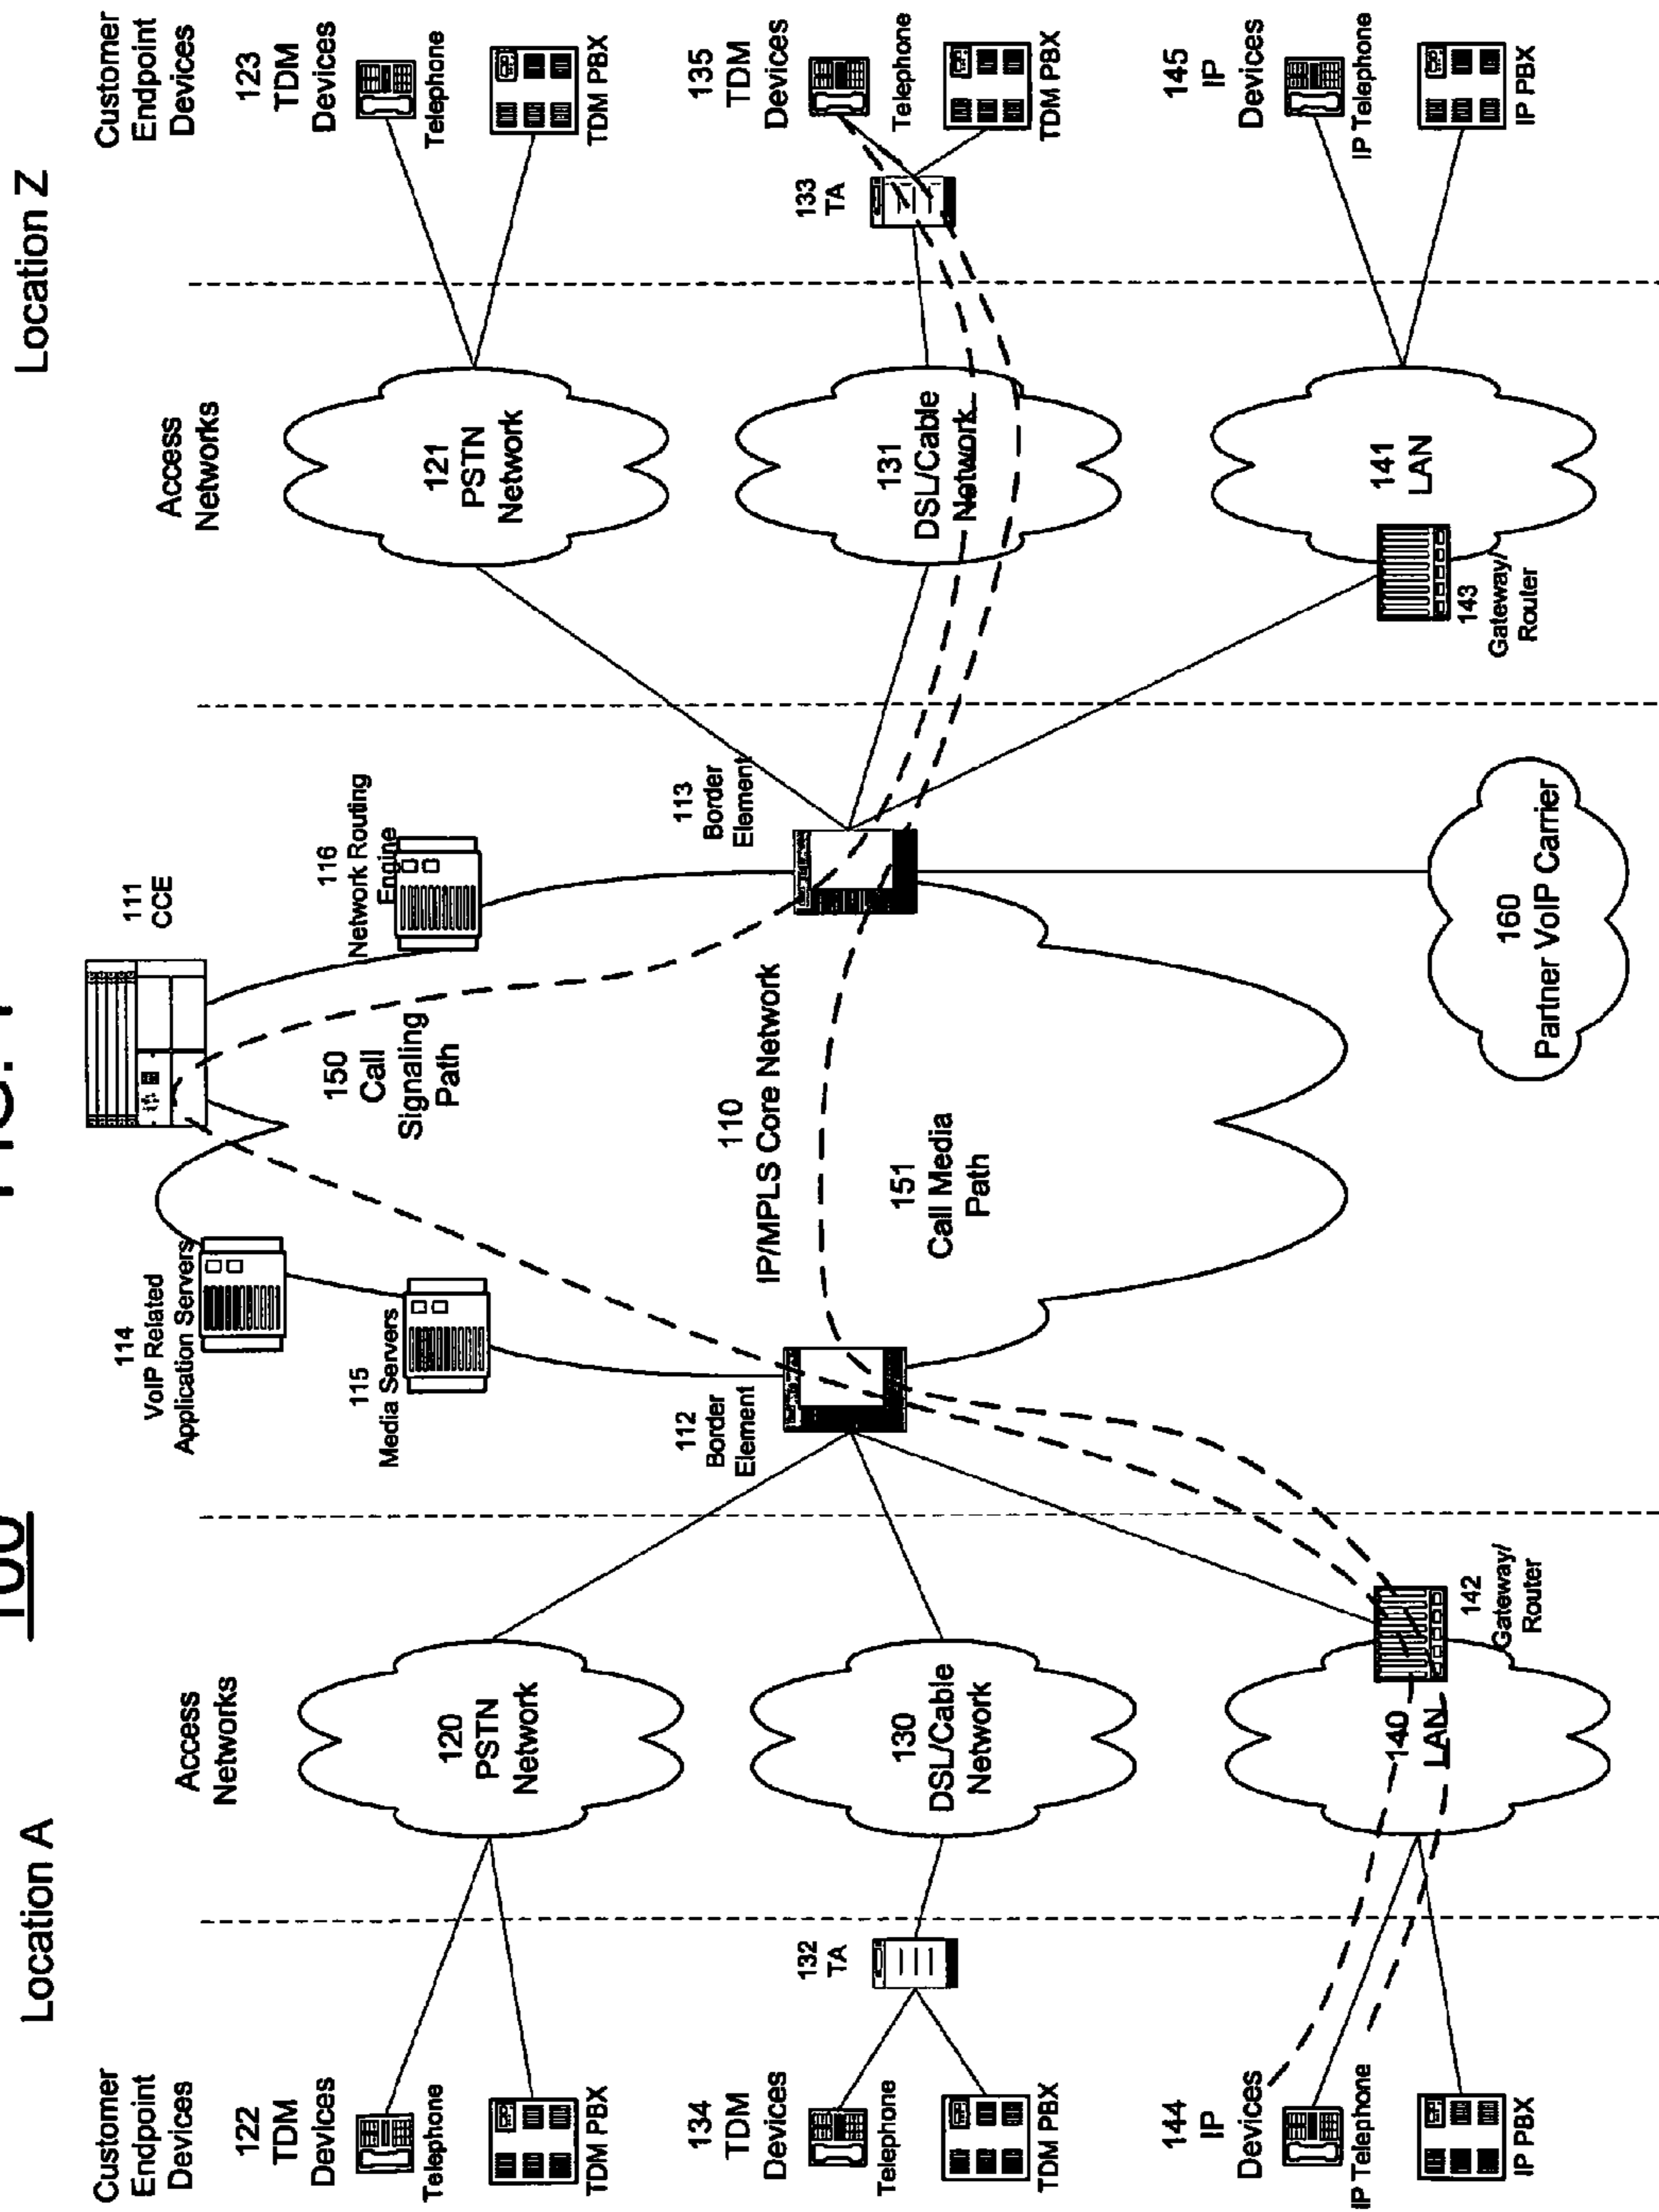 Location A
Location Z
Customer
Endpoint
Devices
Access
Networks
Access
Networks
Customer
Endpoint
Devices
111
CCE
114
VoIP Related
Application Servers
115
Media Servers
116
Network Routing
Engine
150
Call
Signaling
Path
122
TDM
Devices
Telephone
TDM PBX
120
PSTN
Network
121
PSTN
Network
123
TDM
Devices
Telephone
TDM PBX
134
TDM
Devices
Telephone
TDM PBX
132
TA
130
DSL/Cable
Network
112
Border
Element
110
IP/MPLS Core Network
151
Call Media
Path
113
Border
Element
131
DSL/Cable
Network
133
TA
135
TDM
Devices
Telephone
TDM PBX
144
IP
Devices
IP Telephone
IP PBX
140
LAN
142
Gateway/
Router
160
Partner VoIP Carrier
143
Gateway/
Router
141
LAN
145
IP
Devices
IP Telephone
IP PBX